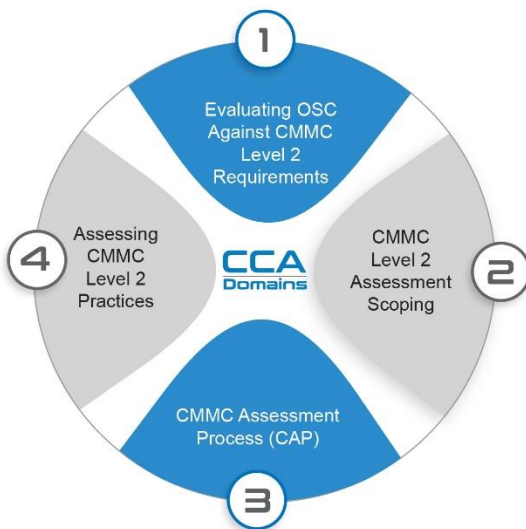 1
Evaluating OSC
Against CMMC
Level 2
Requirements
4
Assessing
CMMC
Level 2
Practices
CCA
Domains
CMMC
Level 2
Assessment
Scoping
2
CMMC Assessment
Process (CAP)
3